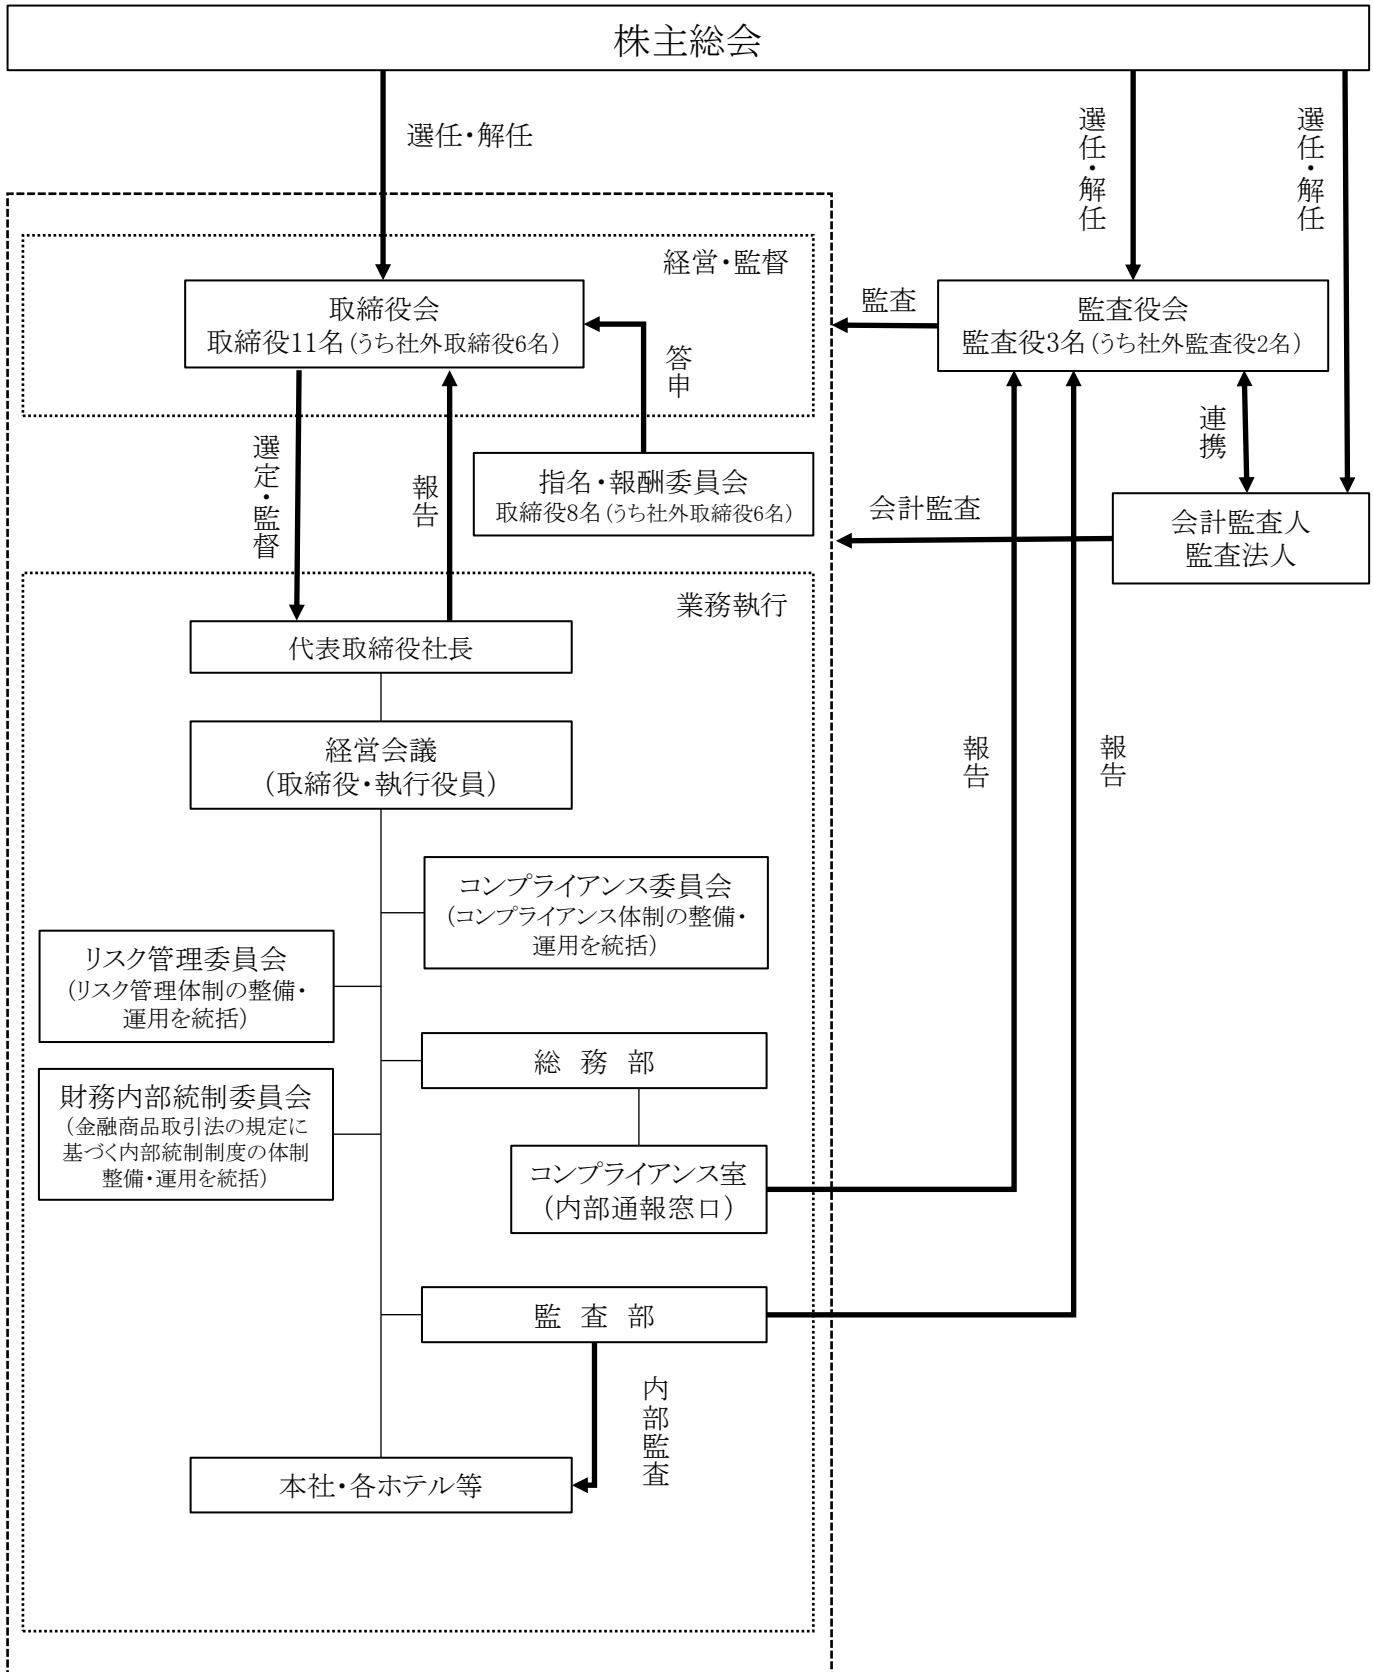 株主総会
選任・解任
選任・解任
選任・解任
経営・監督
取締役会
取締役11名(うち社外取締役6名)
監査
監査役会
監査役3名(うち社外監査役2名)
答申
連携
選定・監督
報告
指名・報酬委員会
取締役8名(うち社外取締役6名)
会計監査
会計監査人
監査法人
業務執行
代表取締役社長
経営会議
(取締役・執行役員)
報告
報告
コンプライアンス委員会
(コンプライアンス体制の整備・
運用を統括)
リスク管理委員会
(リスク管理体制の整備・
運用を統括)
総 務 部
財務内部統制委員会
(金融商品取引法の規定に
基づく内部統制制度の体制
整備・運用を統括)
コンプライアンス室
(内部通報窓口)
監 査 部
内部監査
本社・各ホテル等